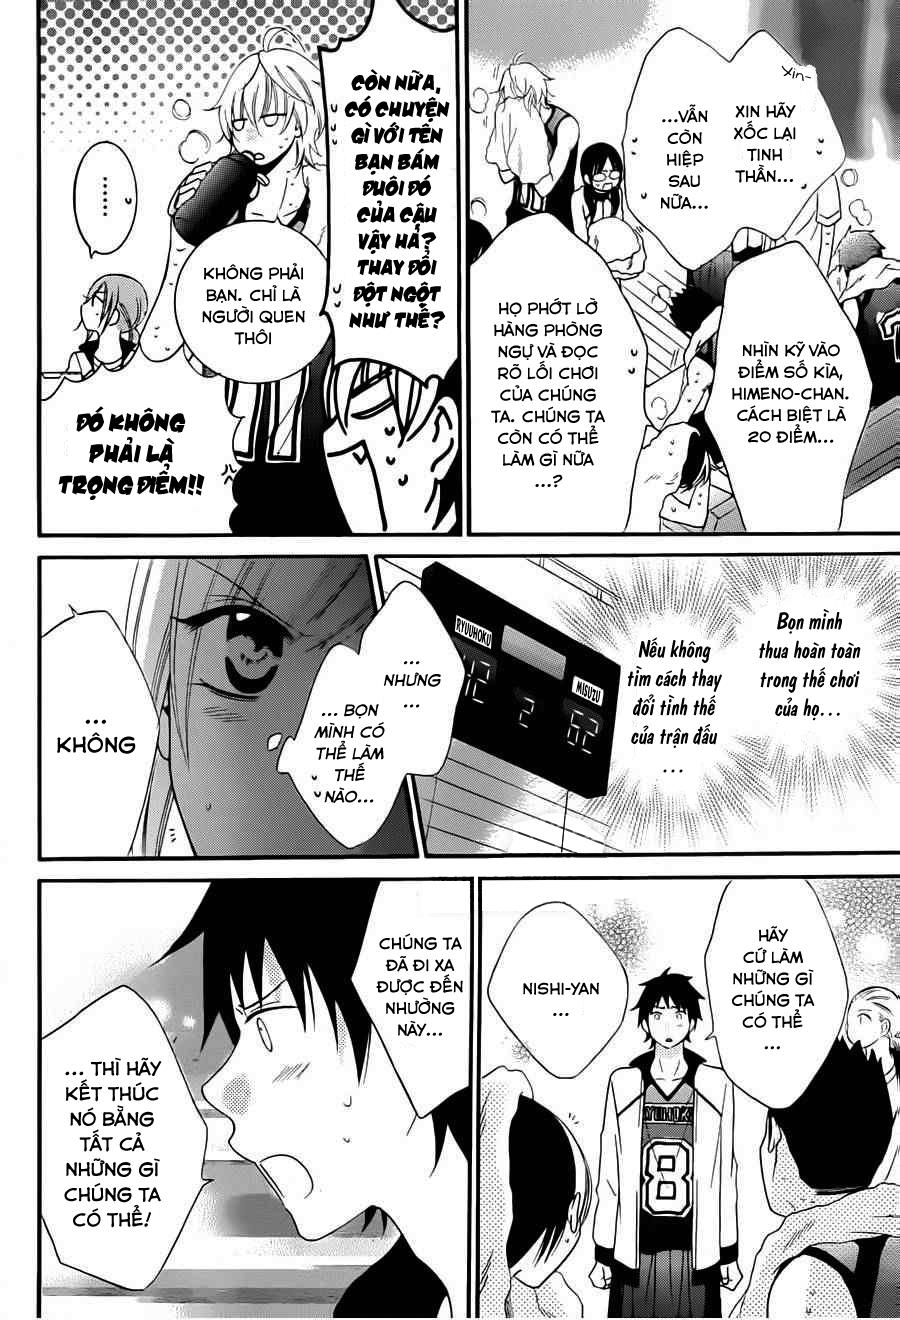 Xin~
XIN HÃY
XỐC LẠI
TINH
THẦN...
...VẪN
CÒN
HIỆP
SAU
NỮA...
NHÌN KỸ VÀO
ĐIỂM SỐ KÌA,
HIMENO-CHAN.
CÁCH BIỆT LÀ
20 ĐIỂM...
HỌ PHỚT LỜ
HÀNG PHÒNG
NGỰ VÀ ĐỌC
RÕ LỐI CHƠI
CỦA CHÚNG
TA. CHÚNG TA
CÒN CÓ THỂ
LÀM GÌ NỮA
...?
CÒN NỮA,
CÓ CHUYỆN
GÌ VỚI TÊN
BẠN BÁM
ĐUÔI ĐÓ
CỦA CẬU
VẬY HẢ?
THAY ĐỔI
ĐỘT NGỘT
NHƯ THẾ?
KHÔNG PHẢI
BẠN. CHỈ LÀ
NGƯỜI QUEN
THÔI
......
ĐÓ KHÔNG
PHẢI LÀ
TRỌNG ĐIỂM!!
Bọn mình
thua hoàn toàn
trong thế chơi
của họ...
Nếu không
tìm cách thay
đổi tình thế
của trận đấu
...
RYUUHOKU
MISUZU
42
2
62
...
NHƯNG
...
... BỌN
MÌNH CÓ
THỂ LÀM
THẾ
NÀO...
...
KHÔNG
HÃY
CỨ LÀM
NHỮNG GÌ
CHÚNG TA
CÓ THỂ
...
NISHI-YAN
...
RYUHOKU
8
CHÚNG TA
ĐÃ ĐI XA
ĐƯỢC ĐẾN
NHƯỜNG
NÀY...
... THÌ HÃY
KẾT THÚC
NÓ BẰNG
TẤT CẢ
NHỮNG GÌ
CHÚNG TA
CÓ THỂ!